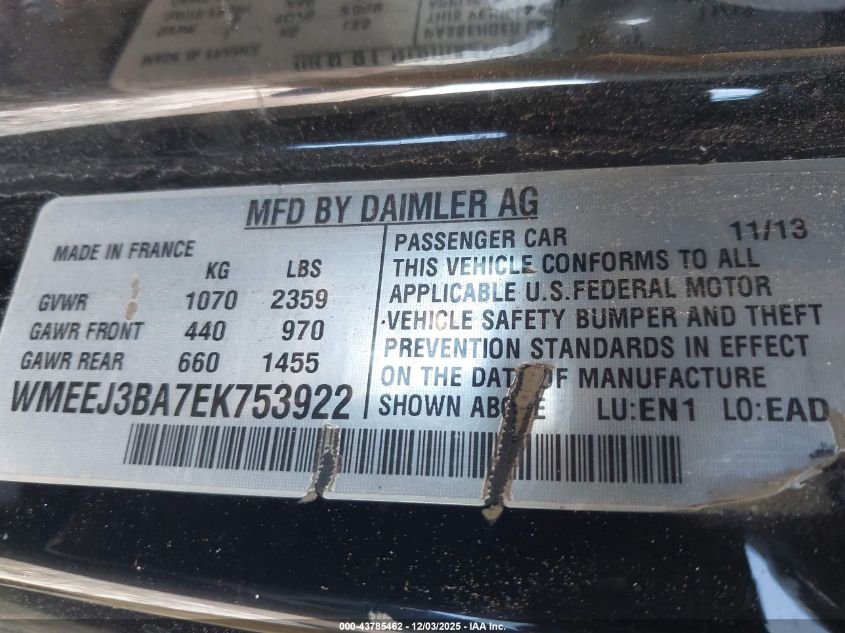 MFD BY DAIMLER AG
MADE IN FRANCE
KG LBS
GVWR 1070 2359
GAWR FRONT 440 970
GAWR REAR 660 1455
WMEEJ3BA7EK753922
PASSENGER CAR 11/13
THIS VEHICLE CONFORMS TO ALL
APPLICABLE U.S.FEDERAL MOTOR
VEHICLE SAFETY BUMPER AND THEFT
PREVENTION STANDARDS IN EFFECT
ON THE DATE OF MANUFACTURE
SHOWN ABOVE LU:EN1 LO:EAD
000-43785462 - 12/03/2025 - IAA Inc.